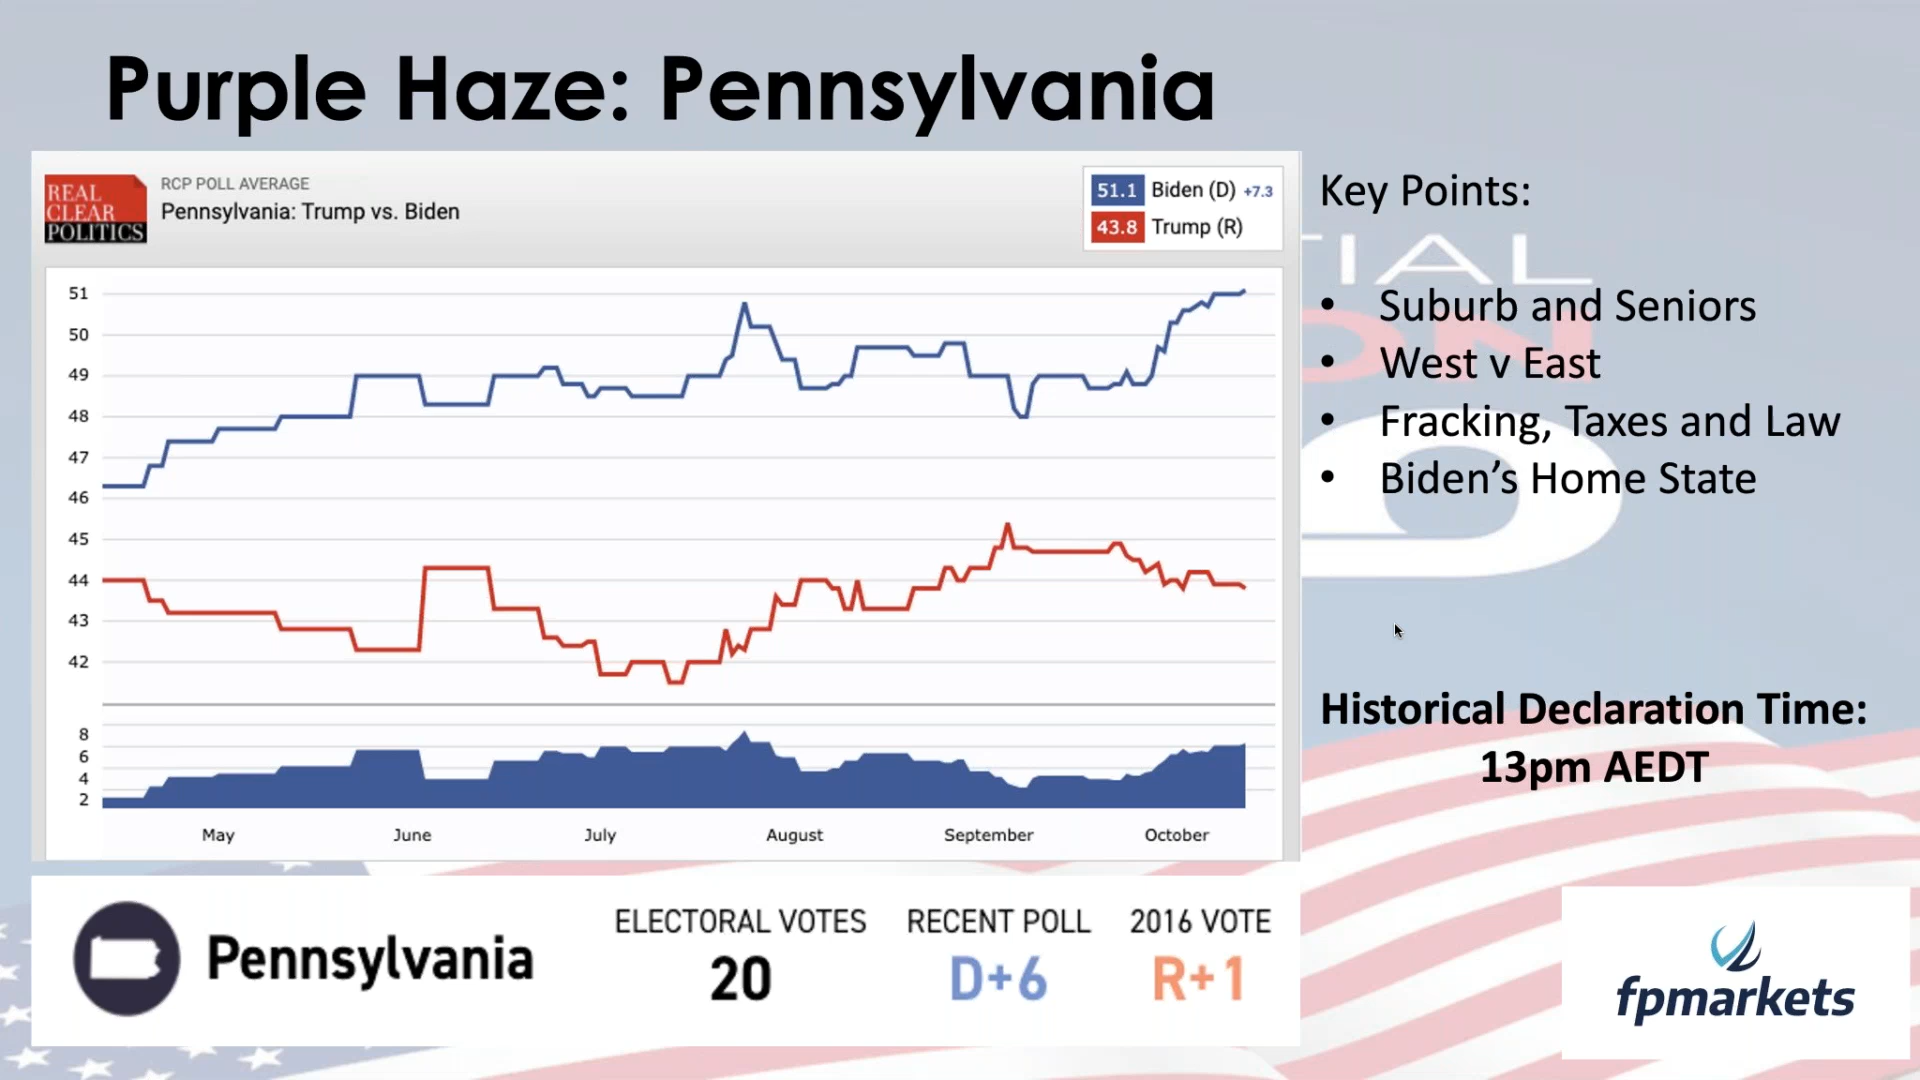 Purple Haze: Pennsylvania
REAL
CLEAR
POLITICS
RCP POLL AVERAGE
Pennsylvania: Trump vs. Biden
51.1 Biden (D) +7.3
43.8 Trump (R)
51
50
49
48
47
46
45
44
43
42
8
6
4
2
May June July August September October
Key Points:
TIAL
ON
• Suburb and Seniors
• West v East
• Fracking, Taxes and Law
• Biden’s Home State
Historical Declaration Time:
13pm AEDT
Pennsylvania
ELECTORAL VOTES RECENT POLL 2016 VOTE
20 D+6 R+1
fpmarkets